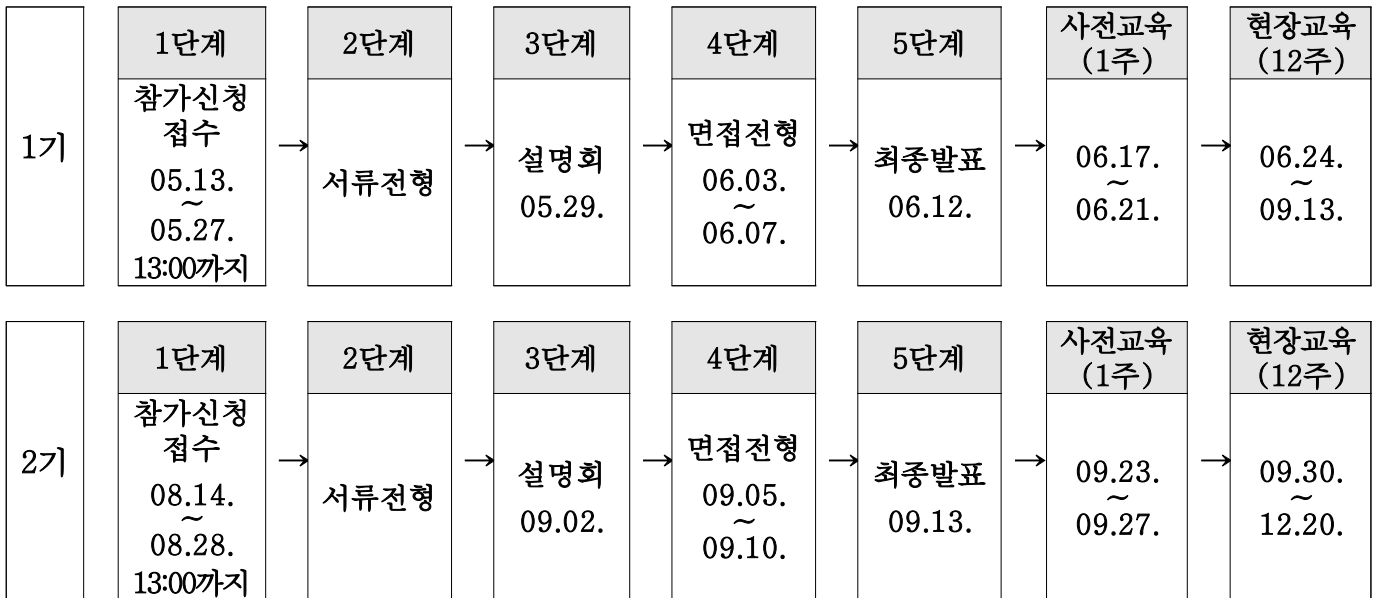 1기
1단계
참가신청
접수
05.13.
~
05.27.
13:00까지
→
2단계
서류전형
→
3단계
설명회
05.29.
→
4단계
면접전형
06.03.
~
06.07.
→
5단계
최종발표
06.12.
→
사전교육
(1주)
06.17.
~
06.21.
→
현장교육
(12주)
06.24.
~
09.13.
2기
1단계
참가신청
접수
08.14.
~
08.28.
13:00까지
→
2단계
서류전형
→
3단계
설명회
09.02.
→
4단계
면접전형
09.05.
~
09.10.
→
5단계
최종발표
09.13.
→
사전교육
(1주)
09.23.
~
09.27.
→
현장교육
(12주)
09.30.
~
12.20.